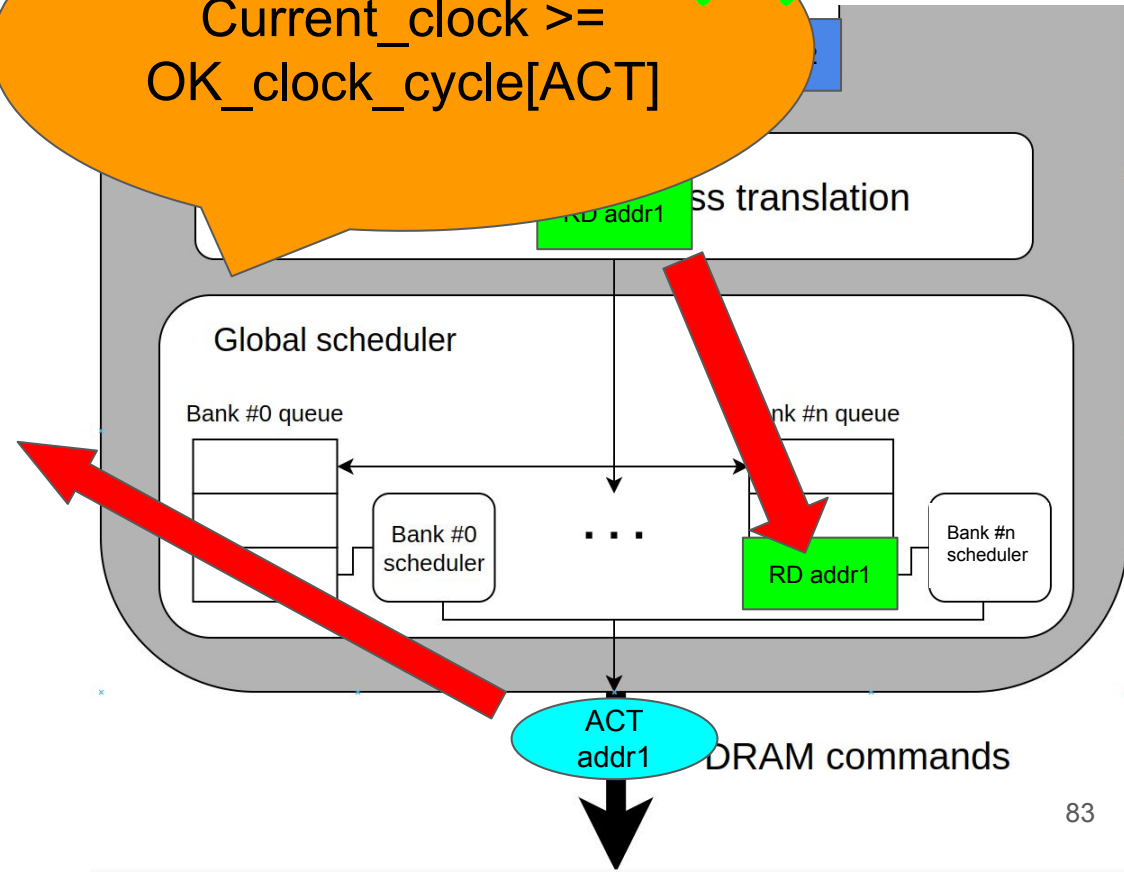 Current_clock >=
OK_clock_cycle[ACT]
ss translation
RD addr1
Global scheduler
Bank #0 queue
nk #n queue
Bank #0
scheduler
. . .
Bank #n
scheduler
RD addr1
ACT
addr1
DRAM commands
83